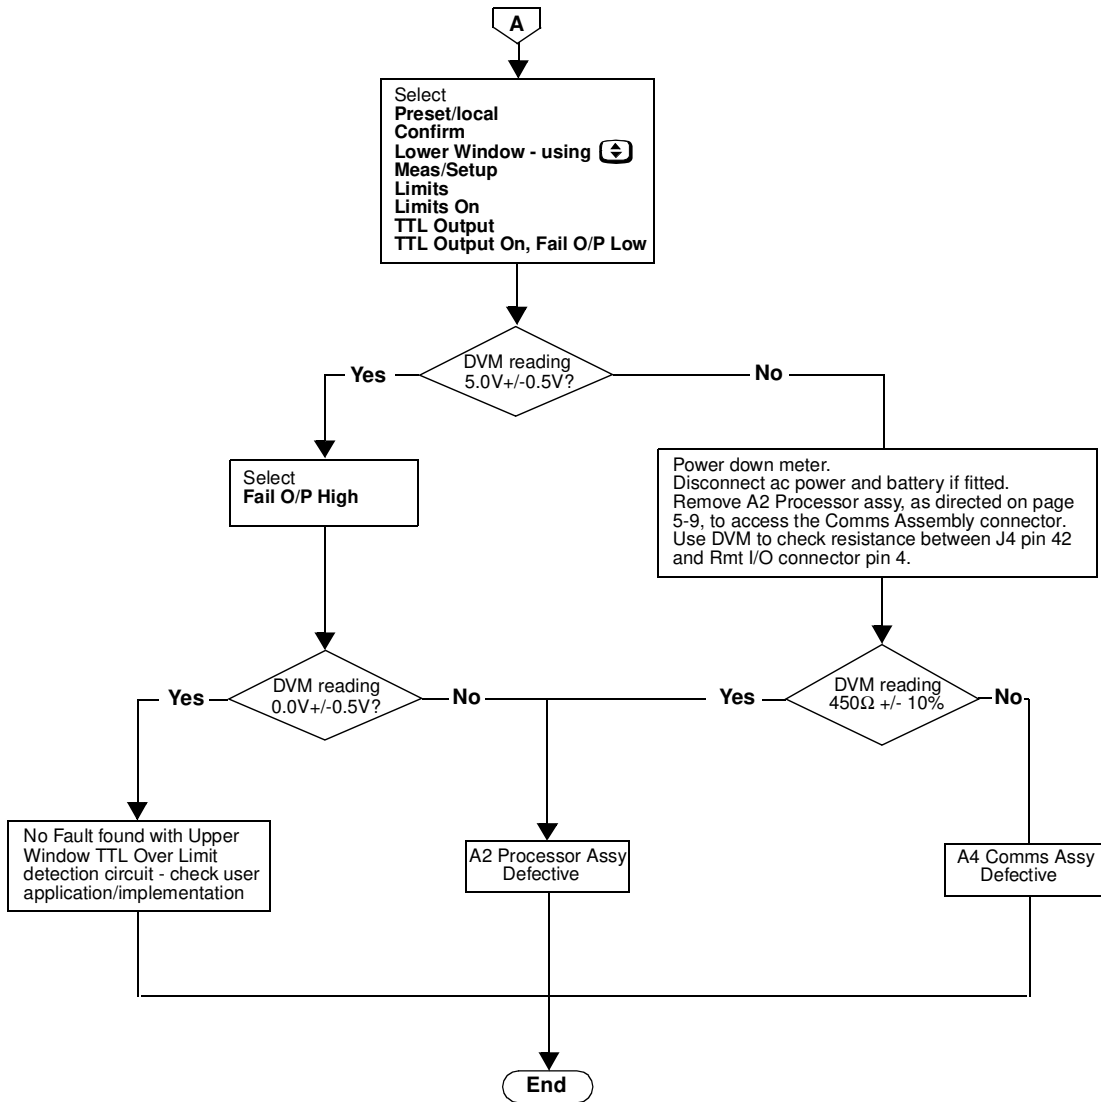 A
Select
Preset/local
Confirm
Lower Window - using
Meas/Setup
Limits
Limits On
TTL Output
TTL Output On, Fail O/P Low
DVM reading
5.0V+/-0.5V?
Yes
No
Select
Fail O/P High
Power down meter.
Disconnect ac power and battery if fitted.
Remove A2 Processor assy, as directed on page
5-9, to access the Comms Assembly connector.
Use DVM to check resistance between J4 pin 42
and Rmt I/O connector pin 4.
DVM reading
0.0V+/-0.5V?
Yes
No
DVM reading
450Ω +/- 10%
Yes
No
No Fault found with Upper
Window TTL Over Limit
detection circuit - check user
application/implementation
A2 Processor Assy
Defective
A4 Comms Assy
Defective
End